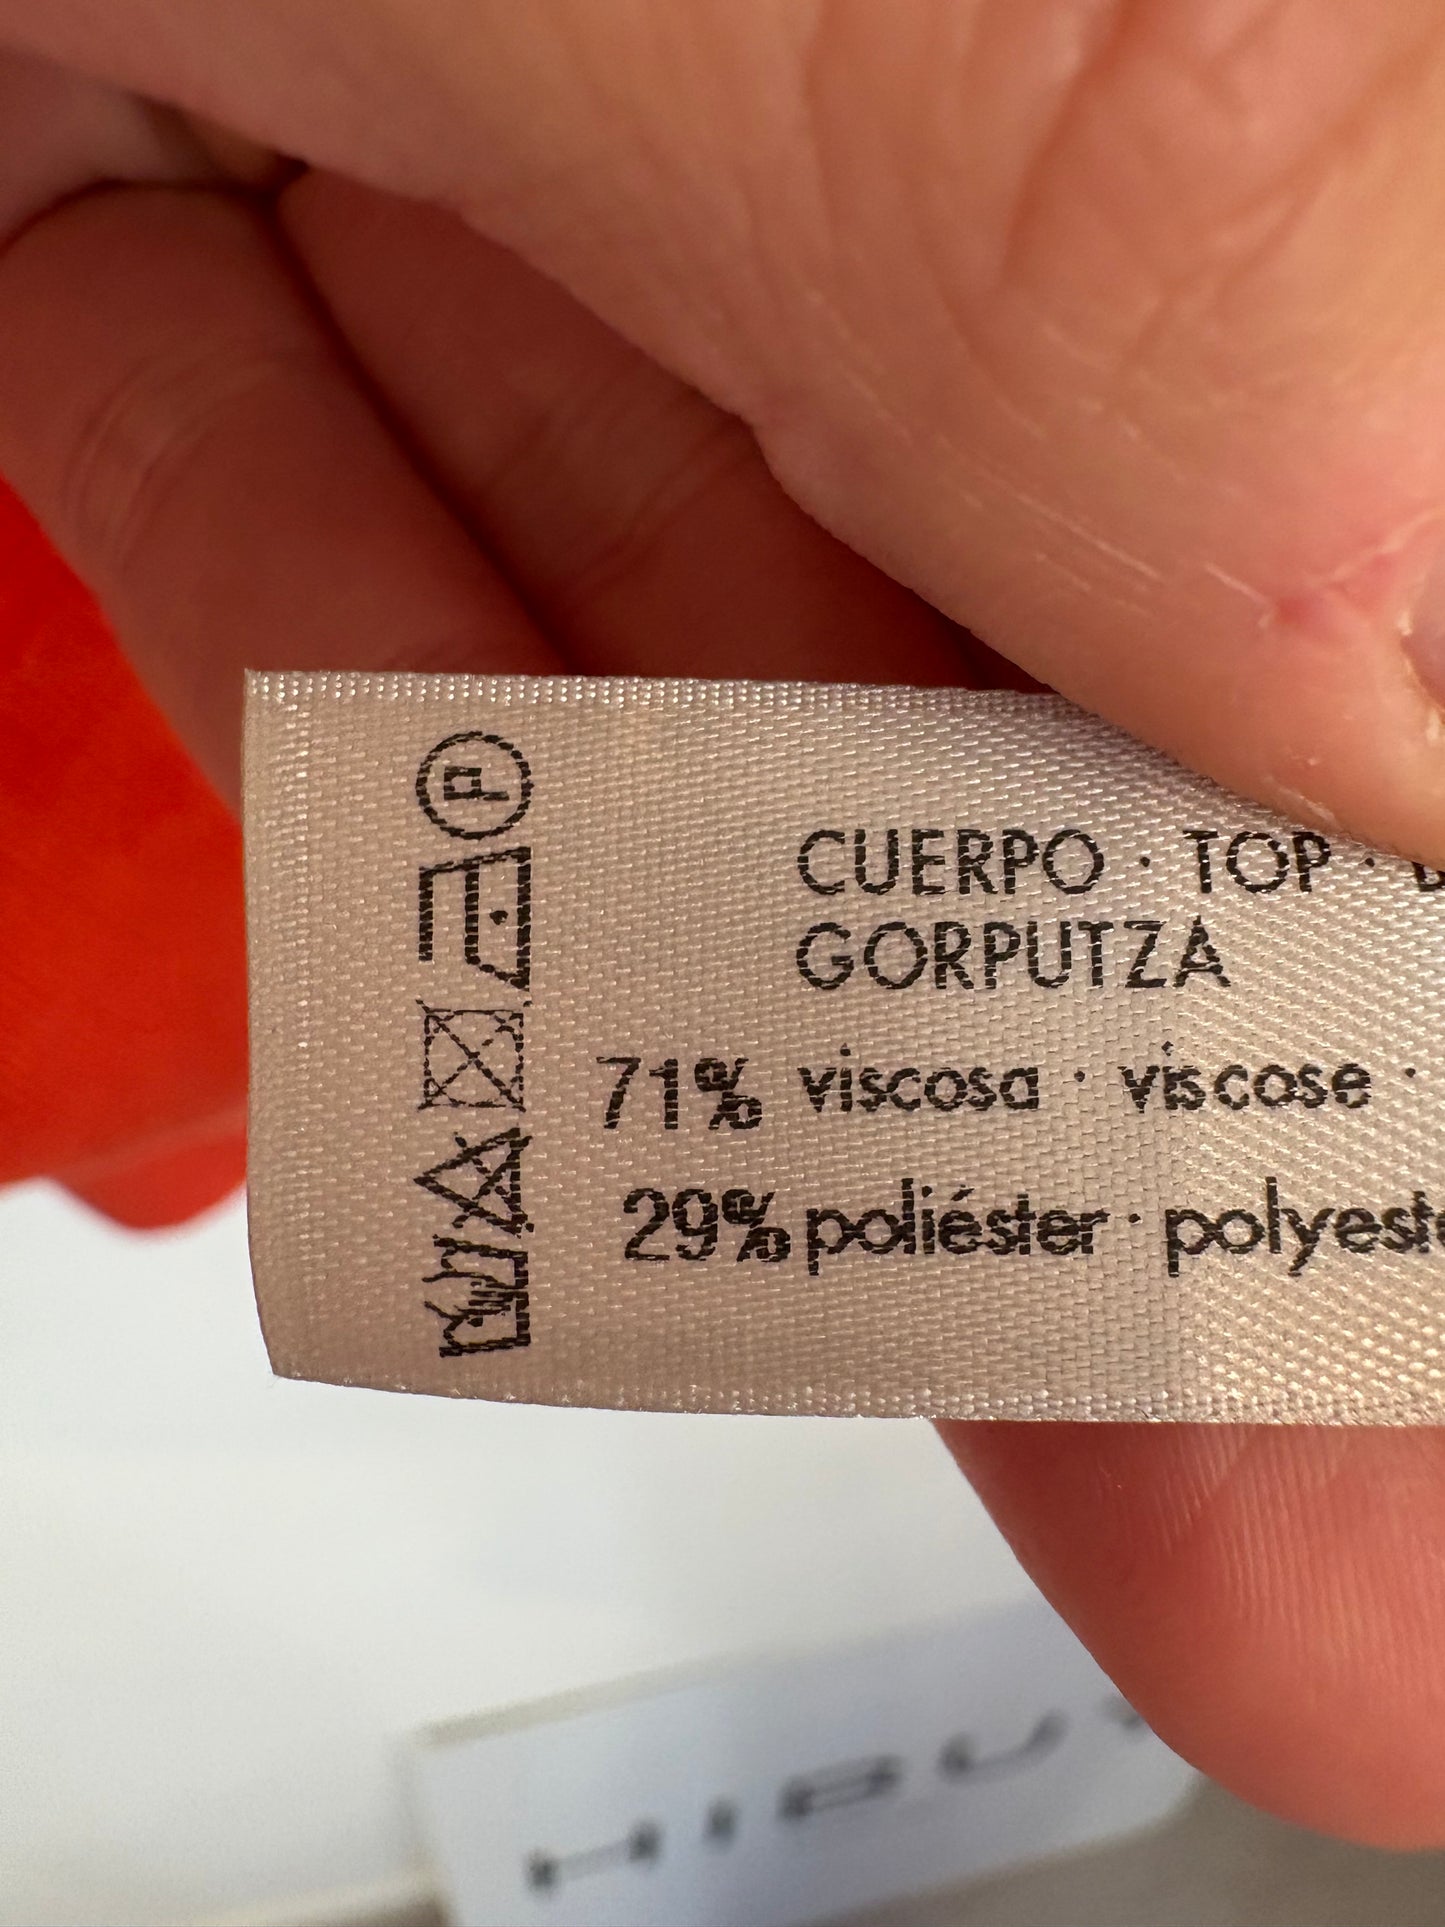 P
CUERPO · TOP ·
GORPUTZA
71% viscosa · viscose ·
29% poliéster · polyeste